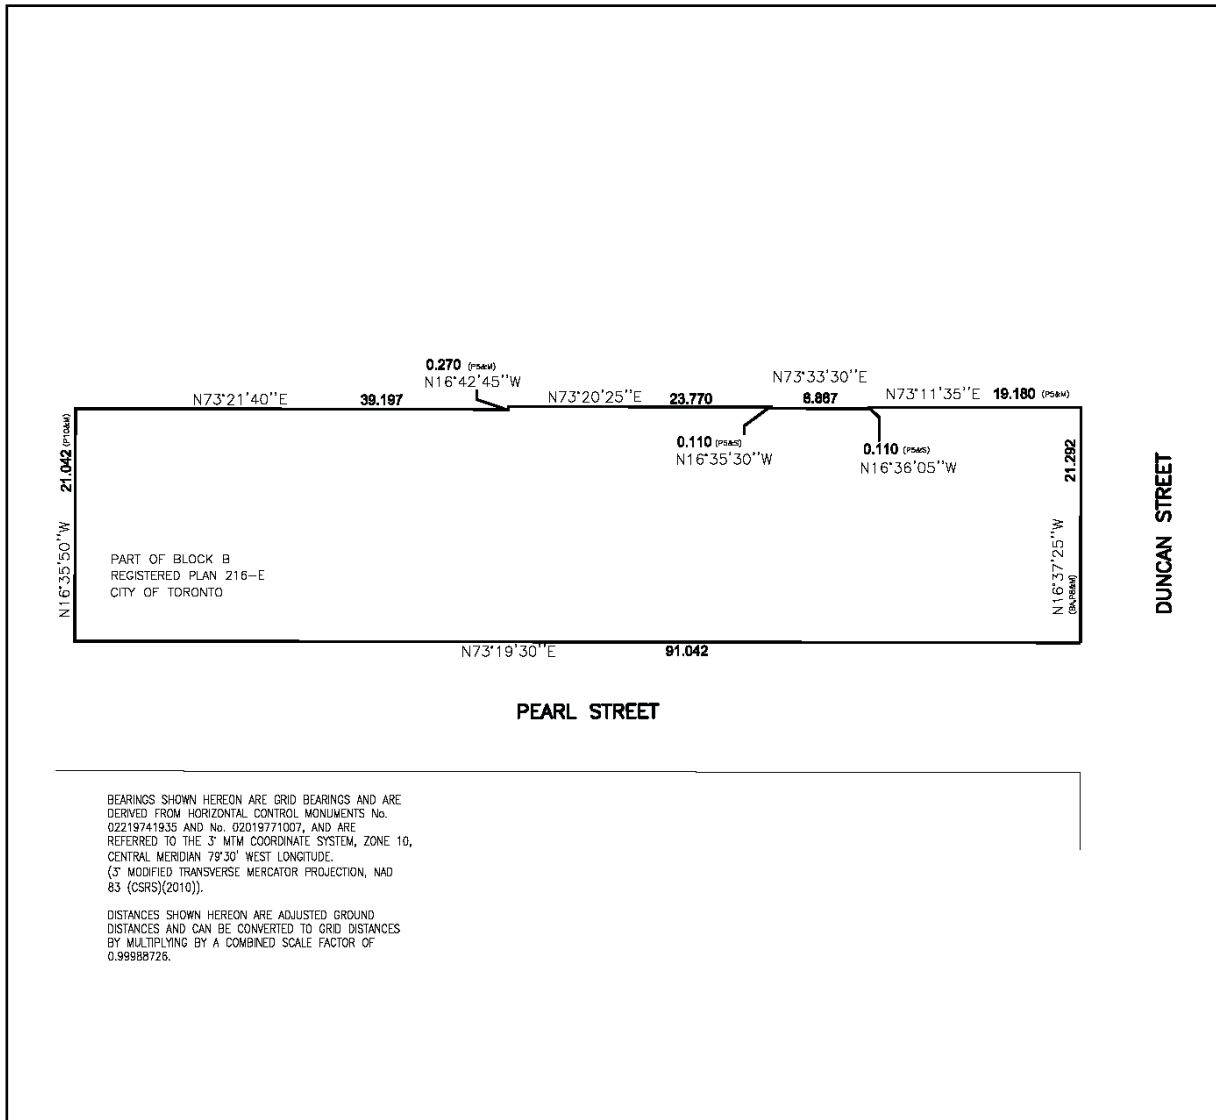 0.270 (P5&M)
N16°42'45''W
N73°33'30''E
N73°21'40''E 39.197
N73°20'25''E 23.770
8.887
N73°11'35''E 19.180 (P5&M)
0.110 (P5&S)
N16°35'30''W
0.110 (P5&S)
N16°36'05''W
N16°35'50''W 21.042 (P10&M)
21.292
N16°37'25''W
(BA,P8&M)
DUNCAN STREET
PART OF BLOCK B
REGISTERED PLAN 216-E
CITY OF TORONTO
N73°19'30''E 91.042
PEARL STREET
BEARINGS SHOWN HEREON ARE GRID BEARINGS AND ARE
DERIVED FROM HORIZONTAL CONTROL MONUMENTS No.
02219741935 AND No. 02019771007, AND ARE
REFERRED TO THE 3° MTM COORDINATE SYSTEM, ZONE 10,
CENTRAL MERIDIAN 79°30' WEST LONGITUDE.
(3° MODIFIED TRANSVERSE MERCATOR PROJECTION, NAD
83 (CSRS)(2010)).
DISTANCES SHOWN HEREON ARE ADJUSTED GROUND
DISTANCES AND CAN BE CONVERTED TO GRID DISTANCES
BY MULTIPLYING BY A COMBINED SCALE FACTOR OF
0.99988726.